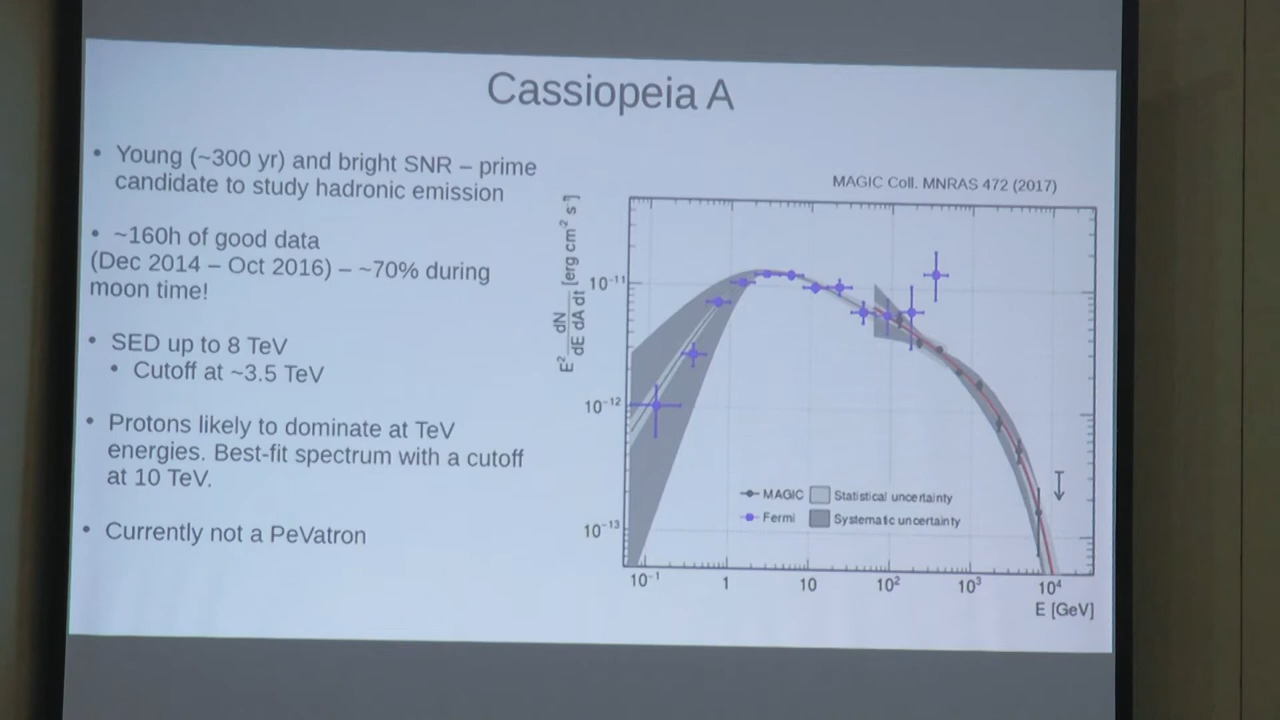 Cassiopeia A
• Young (~300 yr) and bright SNR – prime
candidate to study hadronic emission
• ~160h of good data
(Dec 2014 – Oct 2016) – ~70% during
moon time!
• SED up to 8 TeV
• Cutoff at ~3.5 TeV
• Protons likely to dominate at TeV
energies. Best-fit spectrum with a cutoff
at 10 TeV.
• Currently not a PeVatron
MAGIC Coll. MNRAS 472 (2017)
E² dN/dE dA dt [erg cm⁻² s⁻¹]
10⁻¹¹
10⁻¹²
10⁻¹³
MAGIC Statistical uncertainty
Fermi Systematic uncertainty
10⁻¹ 1 10 10² 10³ 10⁴
E [GeV]